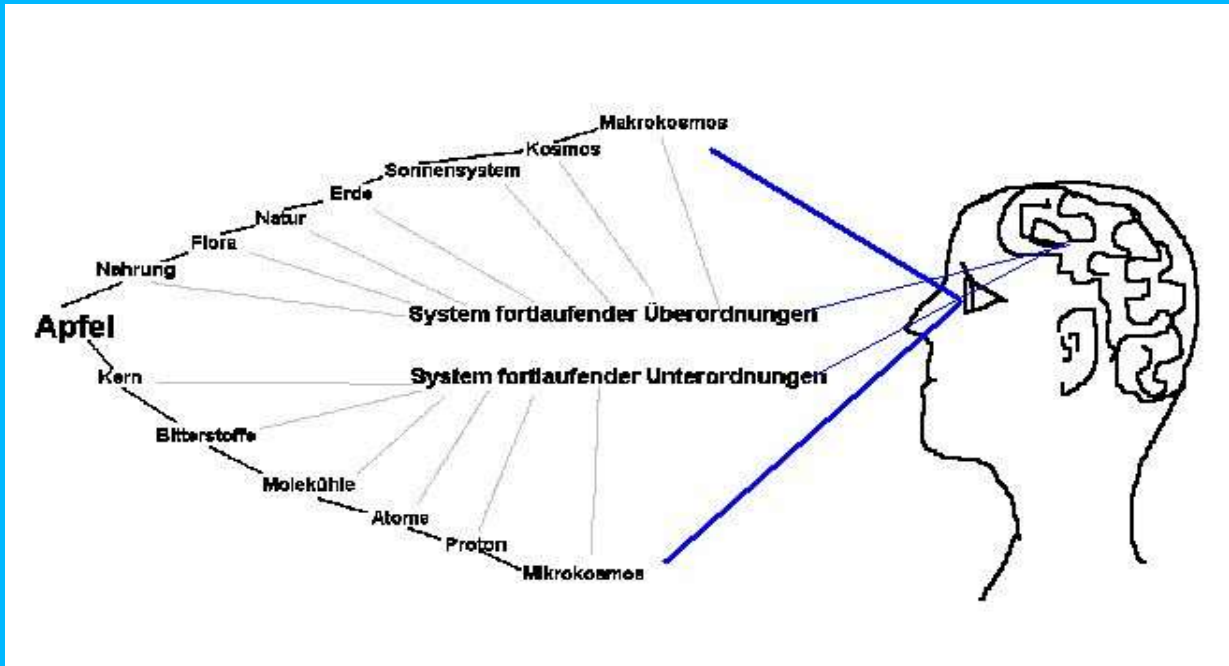 Makrokosmos
Kosmos
Sonnensystem
Erde
Natur
Flora
Nahrung
System fortlaufender Überordnungen
Apfel
System fortlaufender Unterordnungen
Kern
Bitterstoffe
Molekühle
Atome
Proton
Mikrokosmos